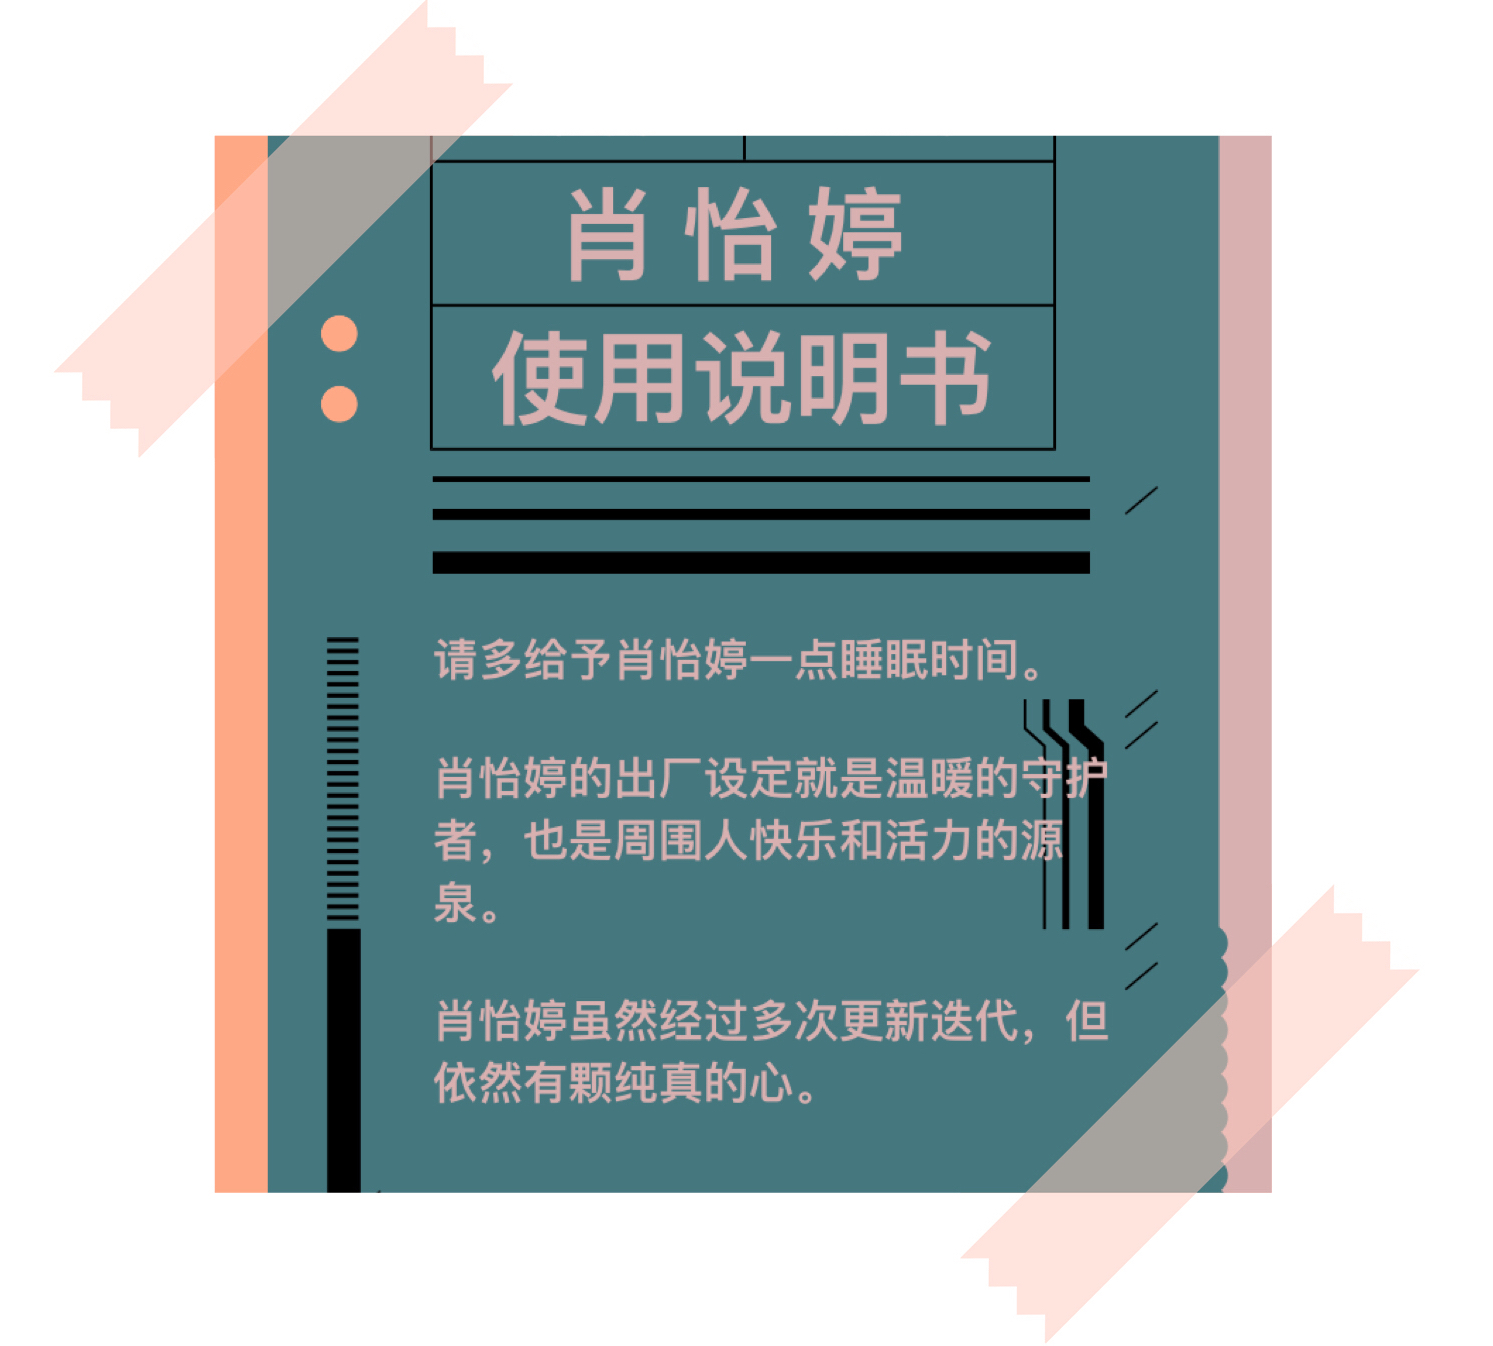 肖怡婷
使用说明书
请多给予肖怡婷一点睡眠时间。
肖怡婷的出厂设定就是温暖的守护
者，也是周围人快乐和活力的源
泉。
肖怡婷虽然经过多次更新迭代，但
依然有颗纯真的心。